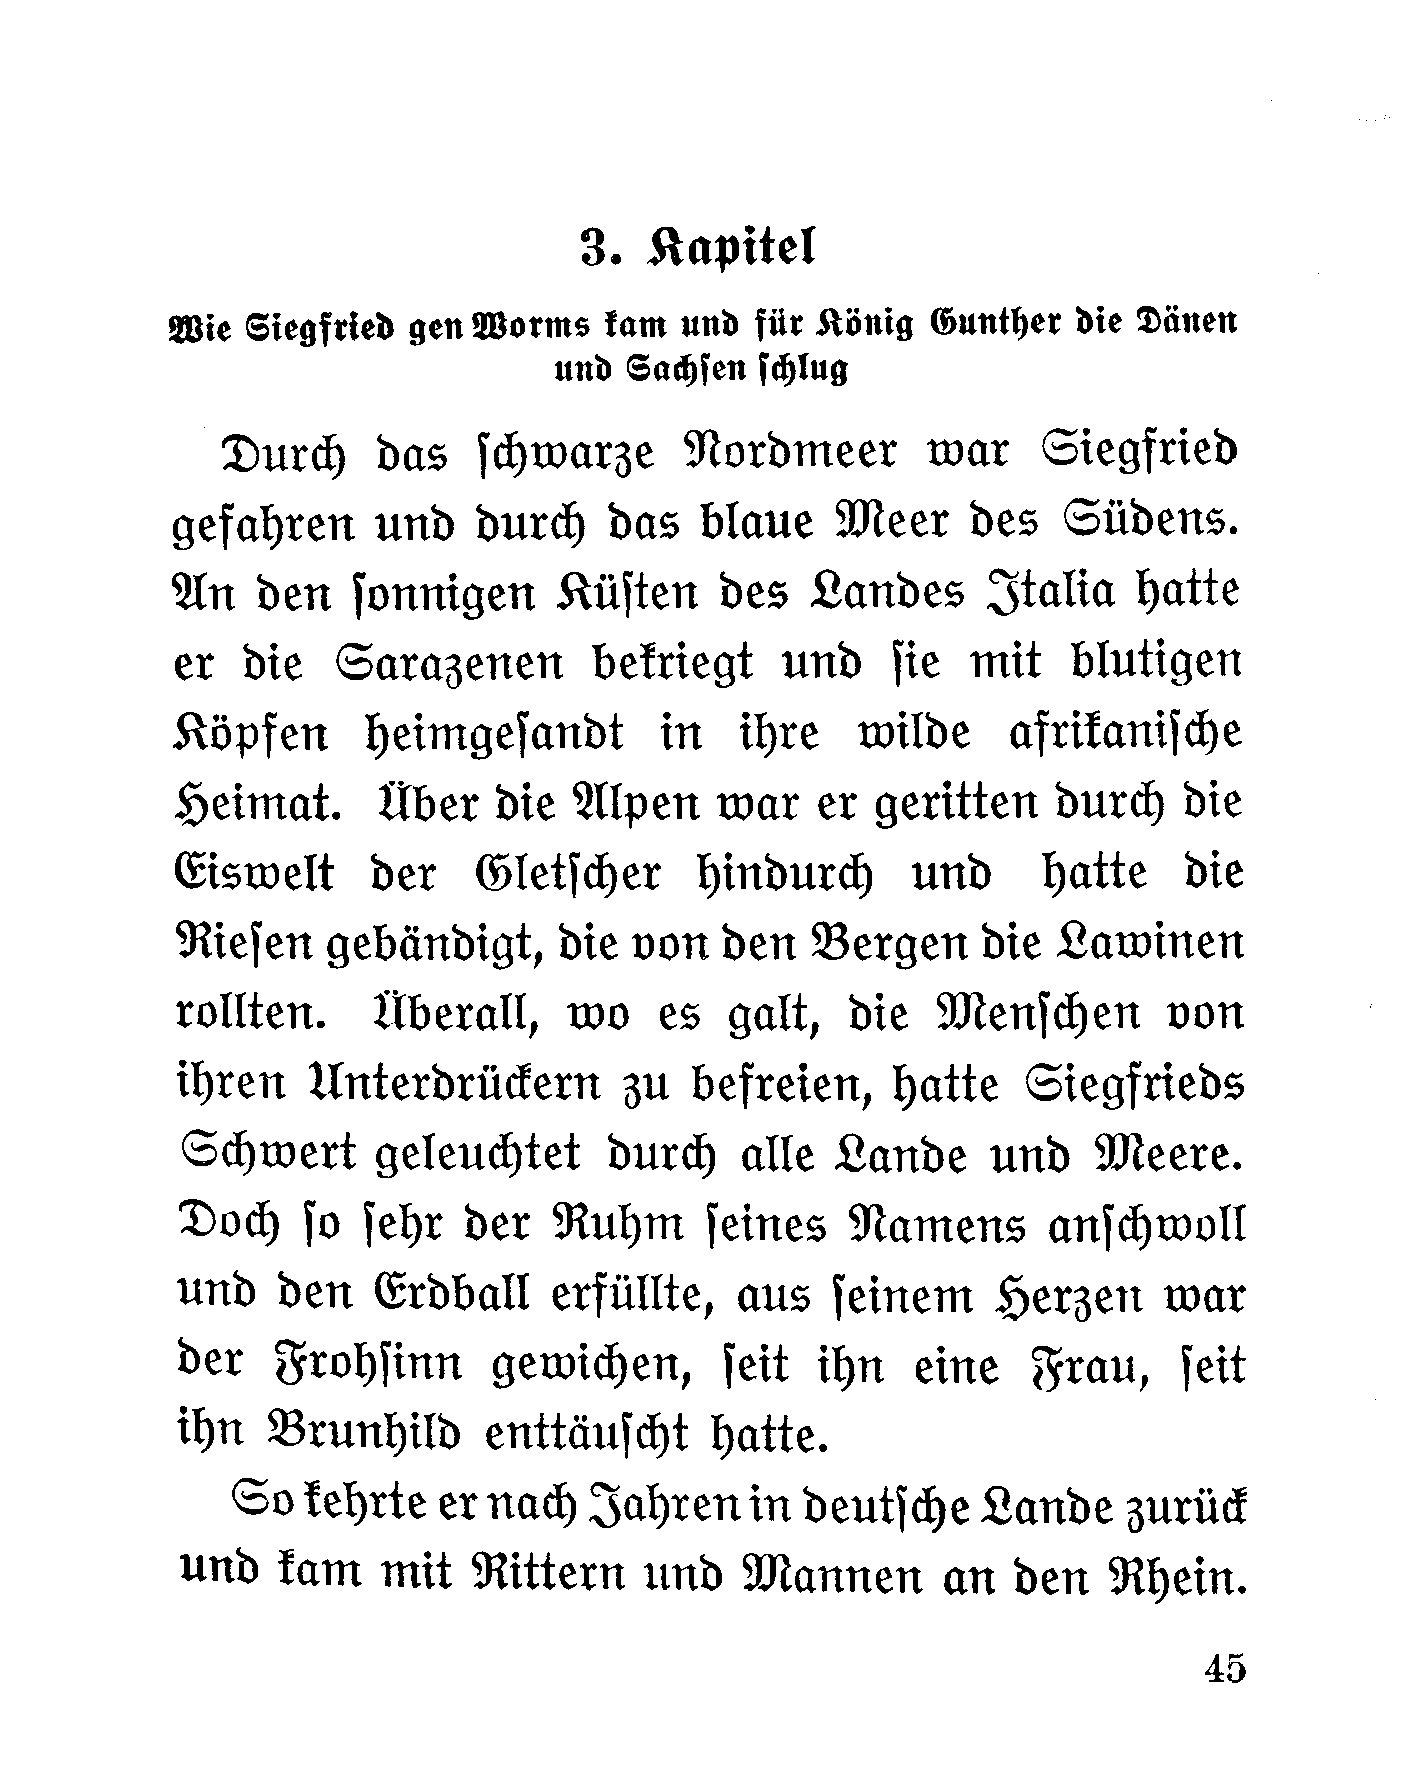 3. Kapitel
Wie Siegfried gen Worms kam und für König Gunther die Dänen
und Sachsen schlug
Durch das schwarze Nordmeer war Siegfried
gefahren und durch das blaue Meer des Südens.
An den sonnigen Küsten des Landes Italia hatte
er die Sarazenen bekriegt und sie mit blutigen
Köpfen heimgesandt in ihre wilde afrikanische
Heimat. Über die Alpen war er geritten durch die
Eiswelt der Gletscher hindurch und hatte die
Riesen gebändigt, die von den Bergen die Lawinen
rollten. Überall, wo es galt, die Menschen von
ihren Unterdrückern zu befreien, hatte Siegfrieds
Schwert geleuchtet durch alle Lande und Meere.
Doch so sehr der Ruhm seines Namens anschwoll
und den Erdball erfüllte, aus seinem Herzen war
der Frohsinn gewichen, seit ihn eine Frau, seit
ihn Brunhild enttäuscht hatte.
So kehrte er nach Jahren in deutsche Lande zurück
und kam mit Rittern und Mannen an den Rhein.
45